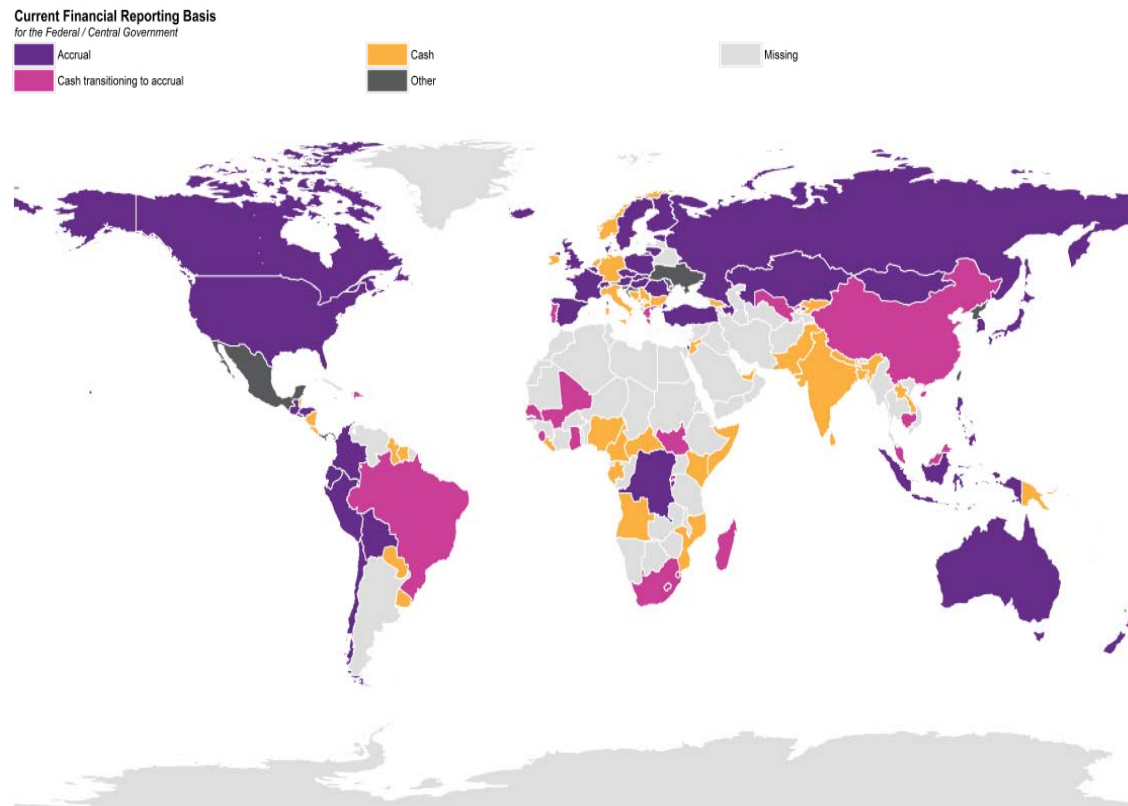 Current Financial Reporting Basis
for the Federal / Central Government
Accrual
Cash
Missing
Cash transitioning to accrual
Other